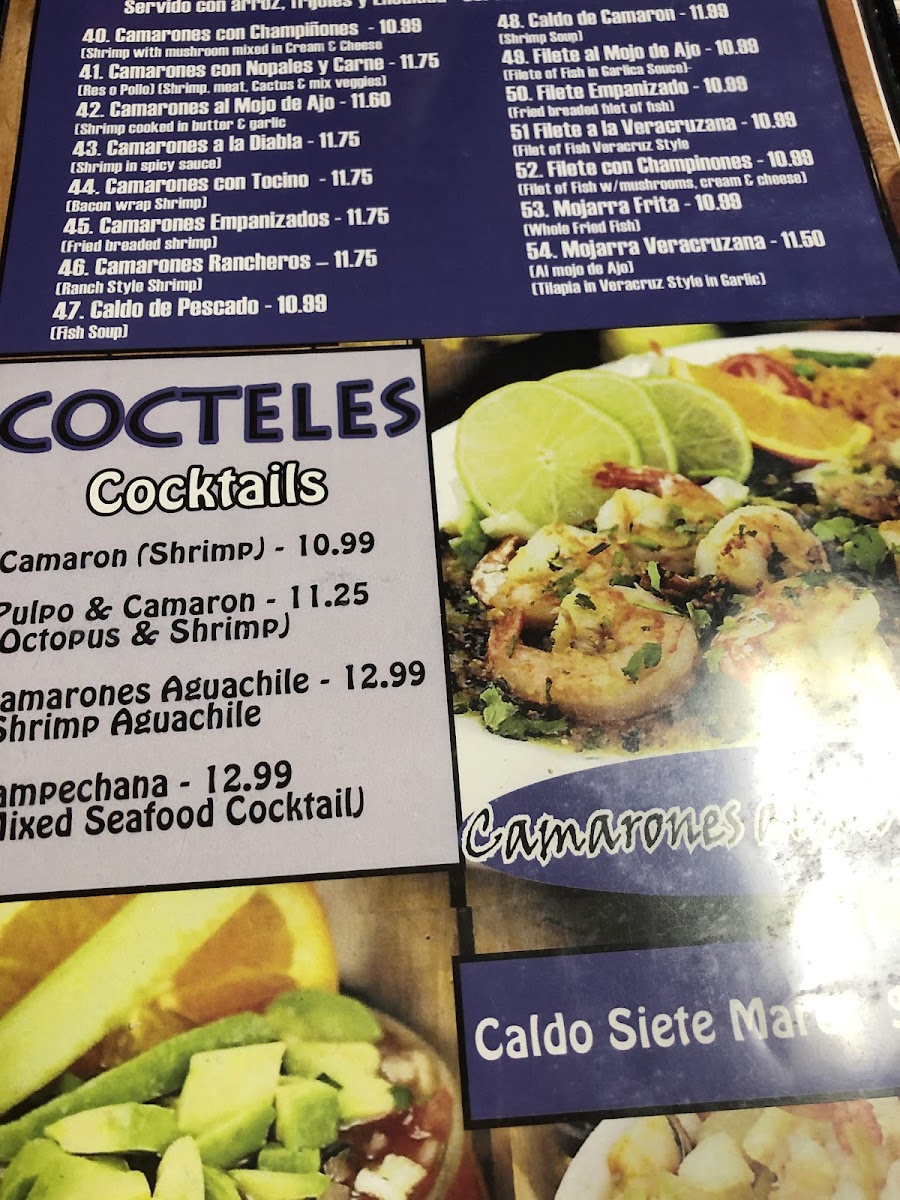 Servido con arroz, frijoles y
40. Camarones con Champiñones - 10.99
(Shrimp with mushroom mixed in Cream & Cheese
41. Camarones con Nopales y Carne - 11.75
(Res o Pollo) (Shrimp, meat, Cactus & mix veggies)
42. Camarones al Mojo de Ajo - 11.60
(Shrimp cooked in butter & garlic
43. Camarones a la Diabla - 11.75
(Shrimp in spicy sauce)
44. Camarones con Tocino - 11.75
(Bacon wrap Shrimp)
45. Camarones Empanizados - 11.75
(Fried breaded shrimp)
46. Camarones Rancheros – 11.75
(Ranch Style Shrimp)
47. Caldo de Pescado - 10.99
(Fish Soup)
48. Caldo de Camaron - 11.99
(Shrimp Soup)
49. Filete al Mojo de Ajo - 10.99
(Filete of Fish in Garlica Souce)-
50. Filete Empanizado - 10.99
(Fried breaded filet of fish)
51 Filete a la Veracruzana - 10.99
(Filet of Fish Veracruz Style
52. Filete con Champinones - 10.99
(Filet of Fish w/mushrooms, cream & cheese)
53. Mojarra Frita - 10.99
(Whole Fried Fish)
54. Mojarra Veracruzana - 11.50
(Al mojo de Ajo)
(Tilapia in Veracruz Style in Garlic)
COCTELES
Cocktails
Camaron (Shrimp) - 10.99
Pulpo & Camaron - 11.25
Octopus & Shrimp)
amarones Aguachile - 12.99
Shrimp Aguachile
ampechana - 12.99
Mixed Seafood Cocktail)
Camarones
Caldo Siete Mar